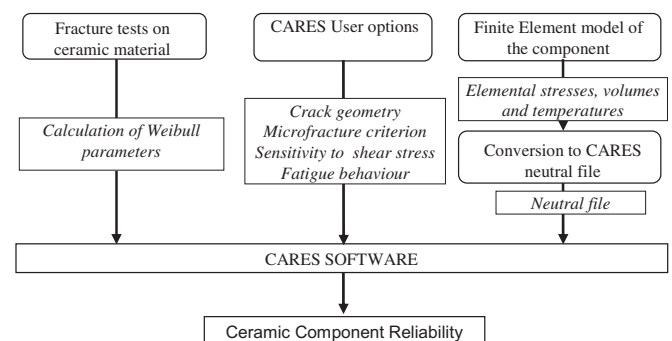 Fracture tests on
ceramic material
CARES User options
Finite Element model of
the component
Calculation of Weibull
parameters
Crack geometry
Microfracture criterion
Sensitivity to shear stress
Fatigue behaviour
Elemental stresses, volumes
and temperatures
Conversion to CARES
neutral file
Neutral file
CARES SOFTWARE
Ceramic Component Reliability